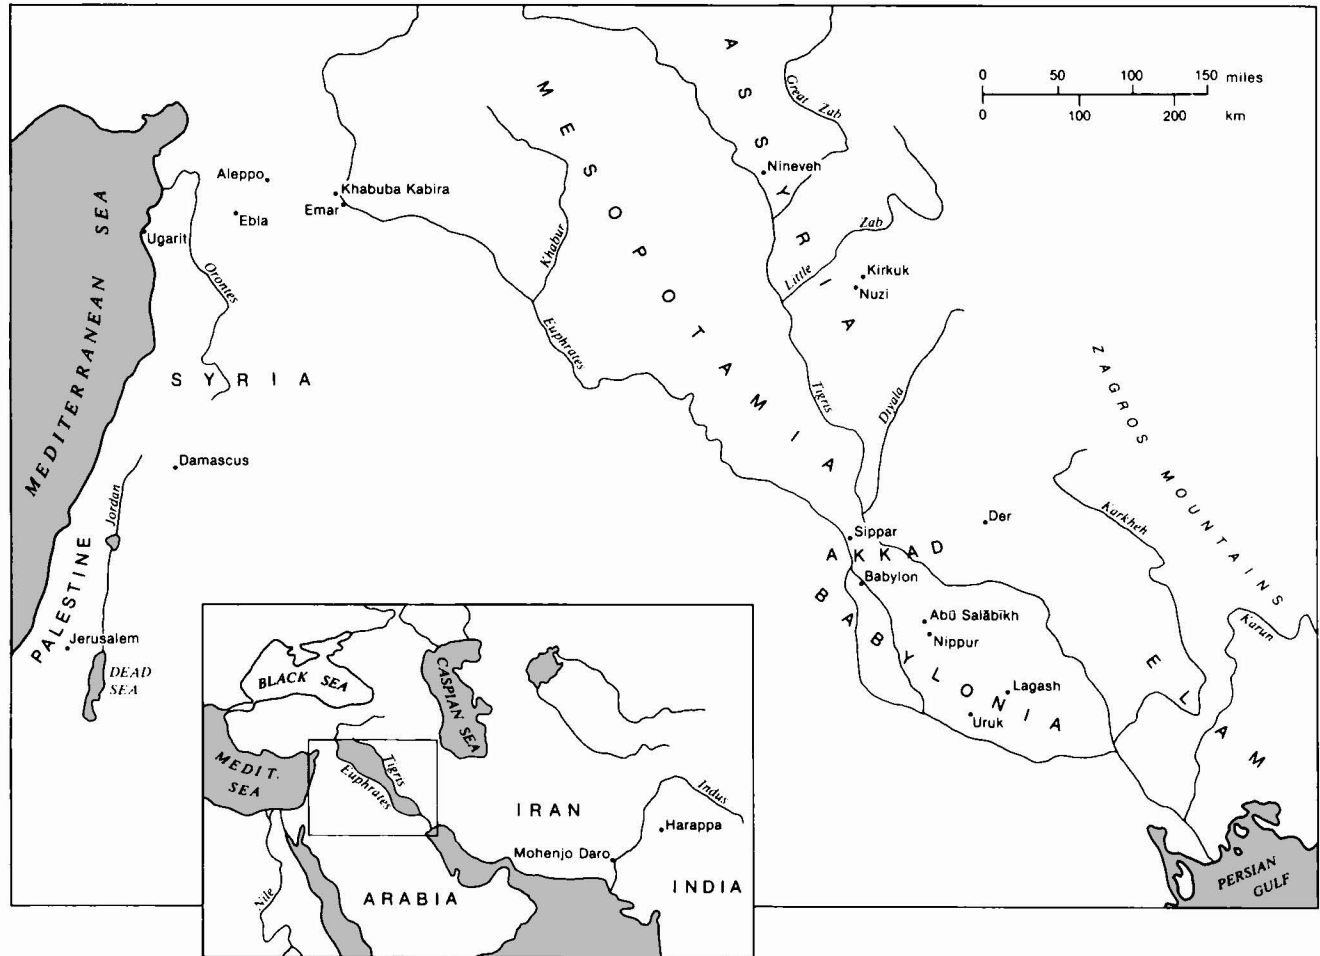 0 50 100 150 miles
0 100 200 km
MESOPOTAMIA
ASSYRIA
Great Zab
Nineveh
Aleppo
Khabuba Kabira
Emar
Ebla
Ugarit
MEDITERRANEAN SEA
Orontes
Khabur
Little Zab
Kirkuk
Nuzi
Euphrates
SYRIA
Tigris
Diyala
ZAGROS MOUNTAINS
Damascus
Jordan
Karkheh
Der
Sippar
AKKAD
PALESTINE
Babylon
BABYLONIA
Abū Salābīkh
Nippur
Karun
Jerusalem
DEAD
SEA
ELAM
Lagash
Uruk
PERSIAN
GULF
BLACK SEA
CASPIAN SEA
MEDIT.
SEA
Tigris
Euphrates
IRAN
Indus
Harappa
Mohenjo Daro
INDIA
ARABIA
Nile